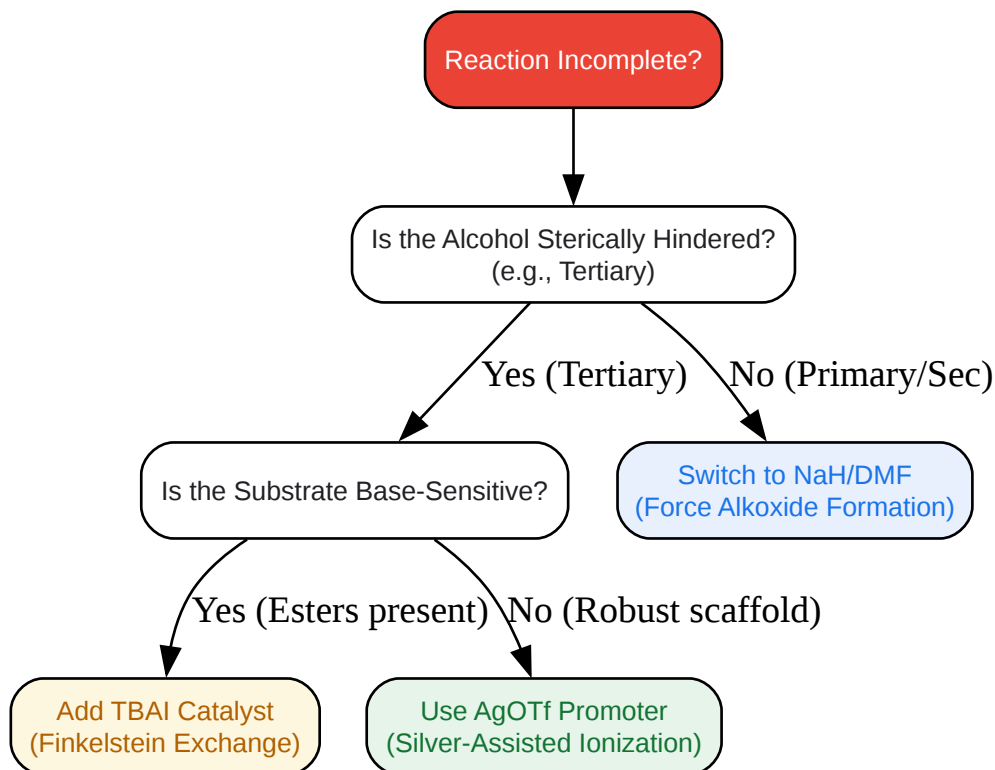 Reaction Incomplete?
Is the Alcohol Sterically Hindered?
(e.g., Tertiary)
Yes (Tertiary)
No (Primary/Sec)
Is the Substrate Base-Sensitive?
Switch to NaH/DMF
(Force Alkoxide Formation)
Yes (Esters present)
No (Robust scaffold)
Add TBAI Catalyst
(Finkelstein Exchange)
Use AgOTf Promoter
(Silver-Assisted Ionization)